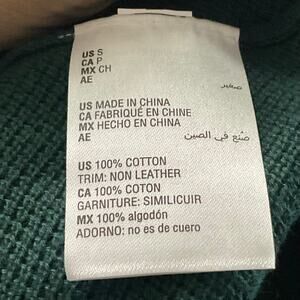 US S
CA P
MX CH
AE صغير
US MADE IN CHINA
CA FABRIQUÉ EN CHINE
MX HECHO EN CHINA
AE صُنع في الصين
US 100% COTTON
TRIM: NON LEATHER
CA 100% COTON
GARNITURE: SIMILICUIR
MX 100% algodón
ADORNO: no es de cuero